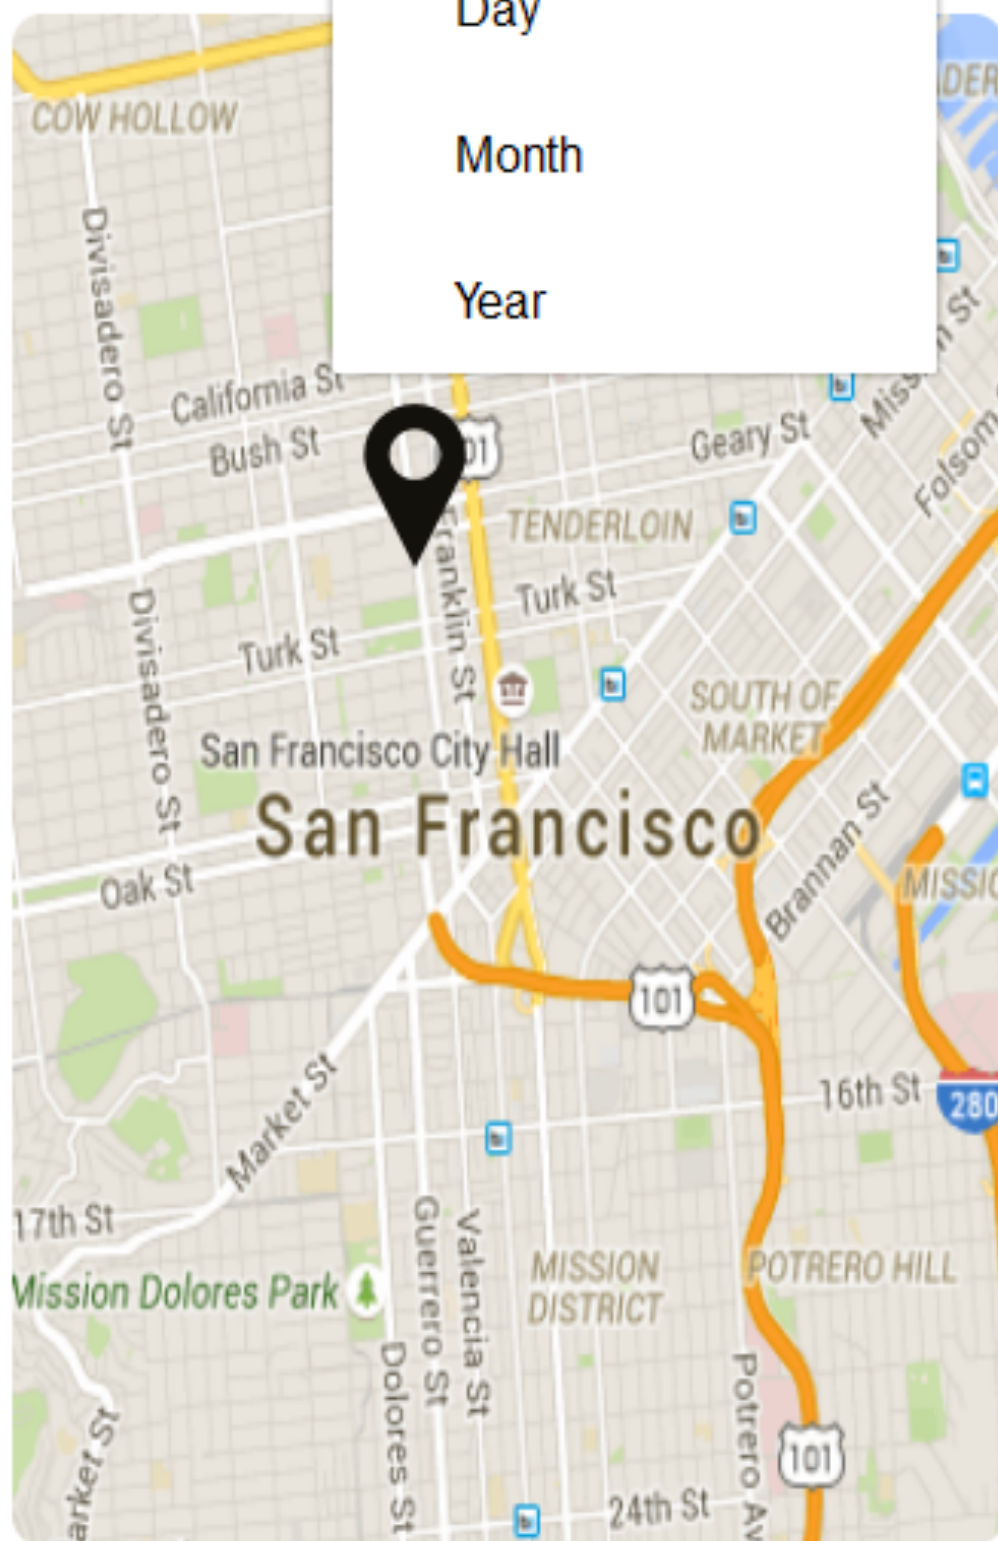 Day
Month
Year
COW HOLLOW
Divisadero St
California St
Bush St
Geary St
101
Franklin St
TENDERLOIN
Folsom
Turk St
Turk St
Divisadero St
SOUTH OF
MARKET
San Francisco City Hall
San Francisco
Oak St
Brannan St
MISSIO
101
Market St
16th St
280
17th St
Guerrero St
Valencia St
Mission Dolores Park
MISSION
DISTRICT
POTRERO HILL
Dolores St
Potrero Av
arket St
101
24th St